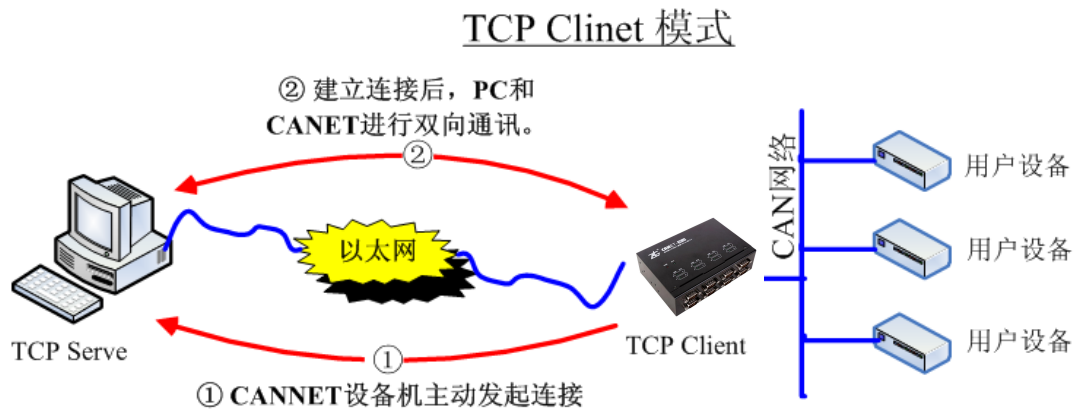 TCP Clinet 模式
② 建立连接后，PC和
CANET进行双向通讯。
②
CAN网络
用户设备
以太网
用户设备
TCP Serve
TCP Client
用户设备
①
① CANNET设备机主动发起连接